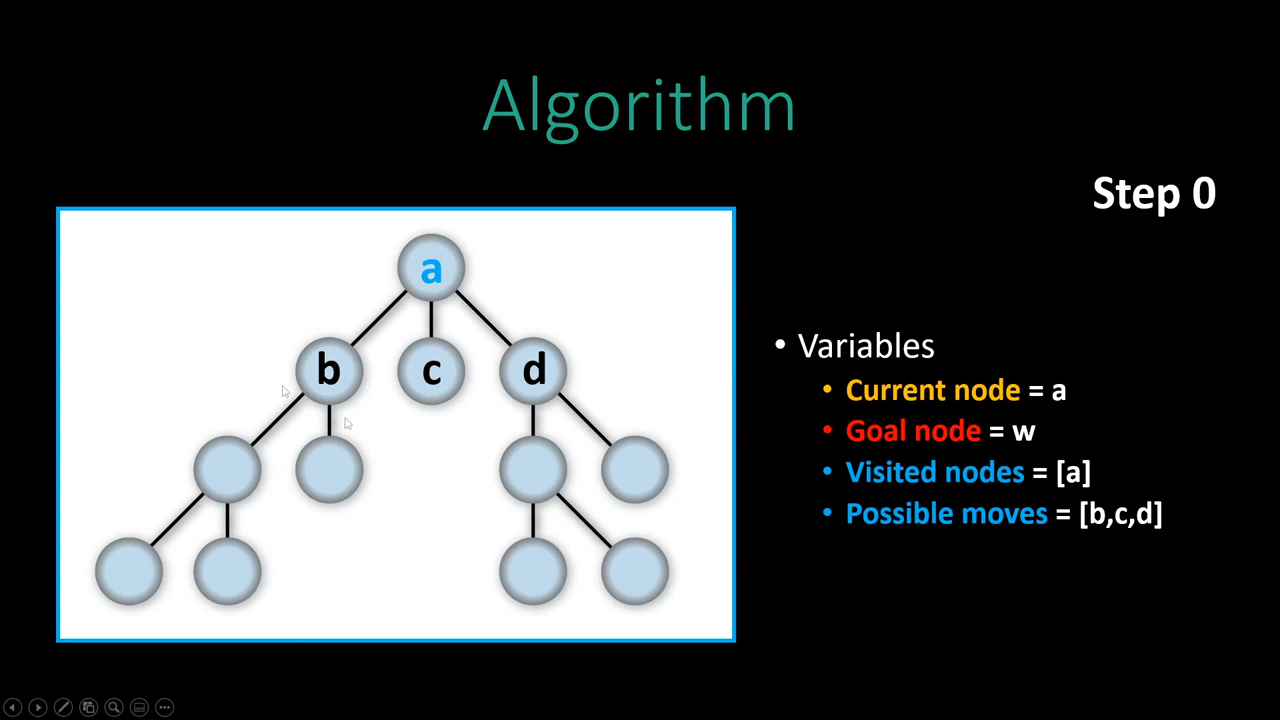 Algorithm
Step 0
a
b c d
• Variables
• Current node = a
• Goal node = w
• Visited nodes = [a]
• Possible moves = [b,c,d]